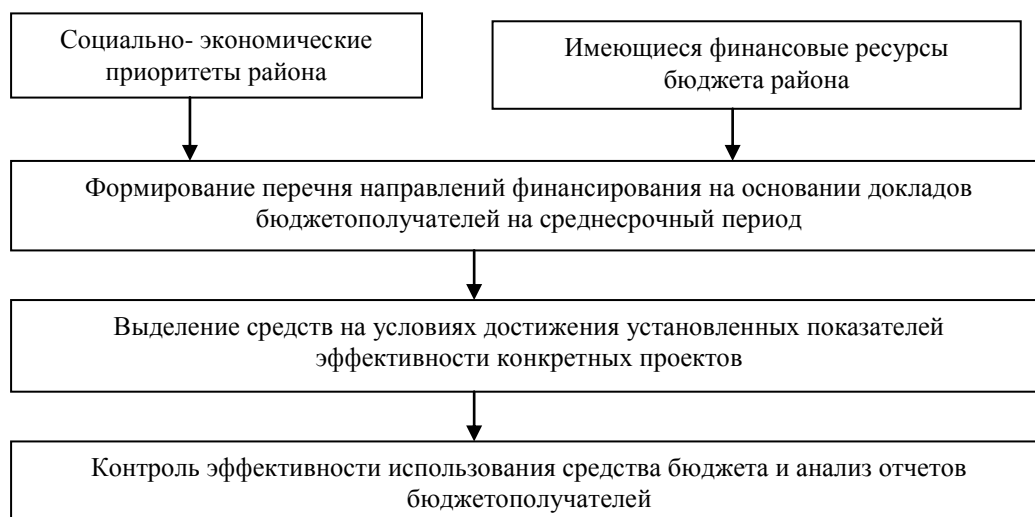 Социально- экономические
приоритеты района
Имеющиеся финансовые ресурсы
бюджета района
Формирование перечня направлений финансирования на основании докладов
бюджетополучателей на среднесрочный период
Выделение средств на условиях достижения установленных показателей
эффективности конкретных проектов
Контроль эффективности использования средства бюджета и анализ отчетов
бюджетополучателей